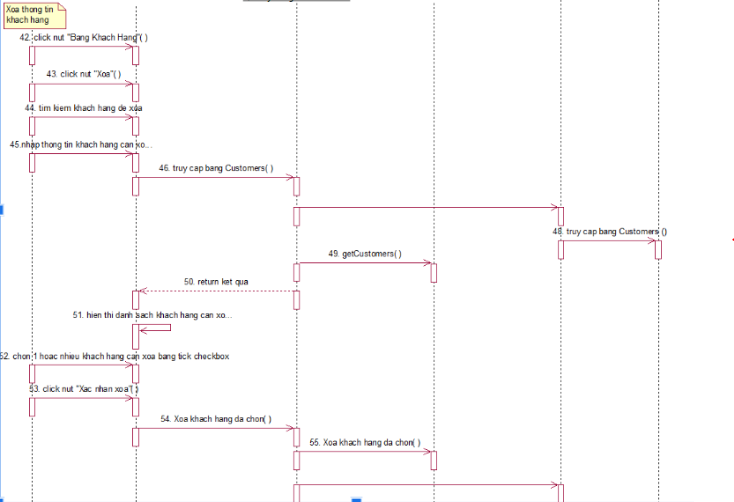 Xoa thong tin
khach hang
42. click nut "Bang Khach Hang"( )
43. click nut "Xoa"( )
44. tim kiem khach hang de xoa
45.nhap thong tin khach hang can xo...
46. truy cap bang Customers( )
48. truy cap bang Customers ()
49. getCustomers( )
50. return ket qua
51. hien thi danh sach khach hang can xo...
52. chon 1 hoac nhieu khach hang can xoa bang tick checkbox
53. click nut "Xac nhan xoa"( )
54. Xoa khach hang da chon( )
55. Xoa khach hang da chon( )